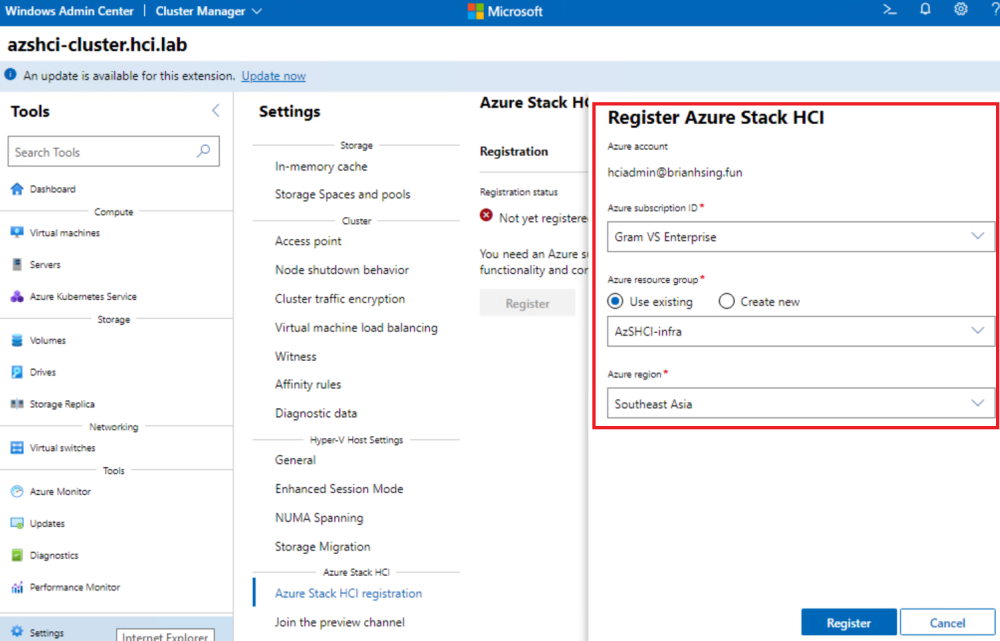 Windows Admin Center | Cluster Manager
Microsoft
azshci-cluster.hci.lab
An update is available for this extension. Update now
Tools
Search Tools
Dashboard
Compute
Virtual machines
Servers
Azure Kubernetes Service
Storage
Volumes
Drives
Storage Replica
Networking
Virtual switches
Tools
Azure Monitor
Updates
Diagnostics
Performance Monitor
Settings
Internet Explorer
Settings
Storage
In-memory cache
Storage Spaces and pools
Cluster
Access point
Node shutdown behavior
Cluster traffic encryption
Virtual machine load balancing
Witness
Affinity rules
Diagnostic data
Hyper-V Host Settings
General
Enhanced Session Mode
NUMA Spanning
Storage Migration
Azure Stack HCI
Azure Stack HCI registration
Join the preview channel
Azure Stack HC
Registration
Registration status
Not yet registere
You need an Azure su
functionality and con
Register
Register Azure Stack HCI
Azure account
hciadmin@brianhsing.fun
Azure subscription ID *
Gram VS Enterprise
Azure resource group *
Use existing
Create new
AzSHCI-infra
Azure region *
Southeast Asia
Register
Cancel